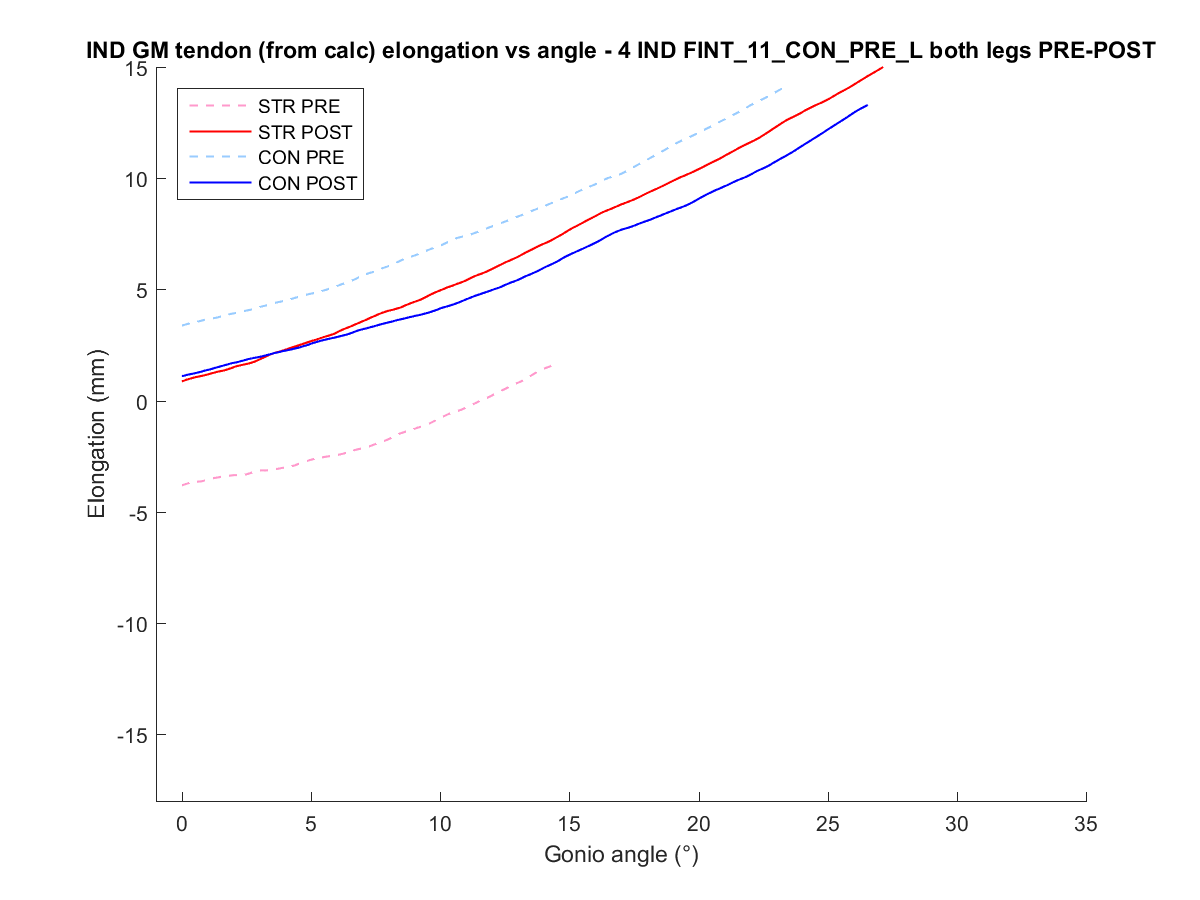 IND GM tendon (from calc) elongation vs angle - 4 IND FINT_11_CON_PRE_L both legs PRE-POST
STR PRE
STR POST
CON PRE
CON POST
15
10
5
0
-5
-10
-15
Elongation (mm)
0 5 10 15 20 25 30 35
Gonio angle (°)